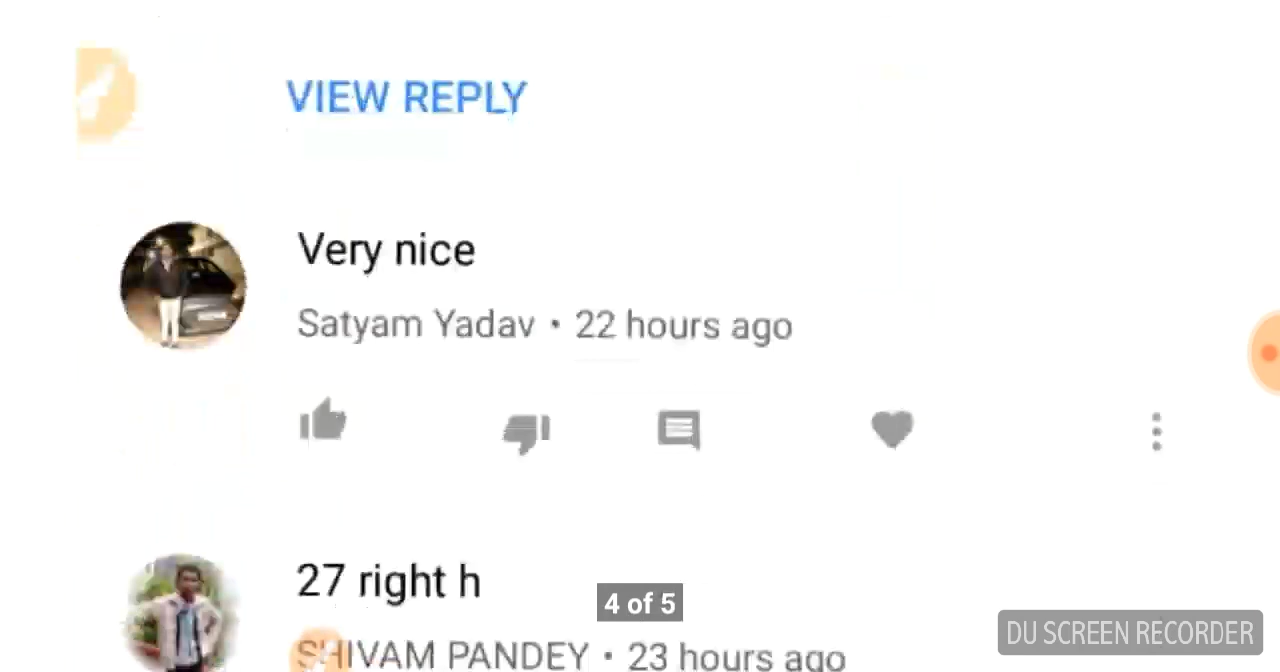 VIEW REPLY
Very nice
Satyam Yadav • 22 hours ago
27 right h
4 of 5
SHIVAM PANDEY • 23 hours ago
DU SCREEN RECORDER